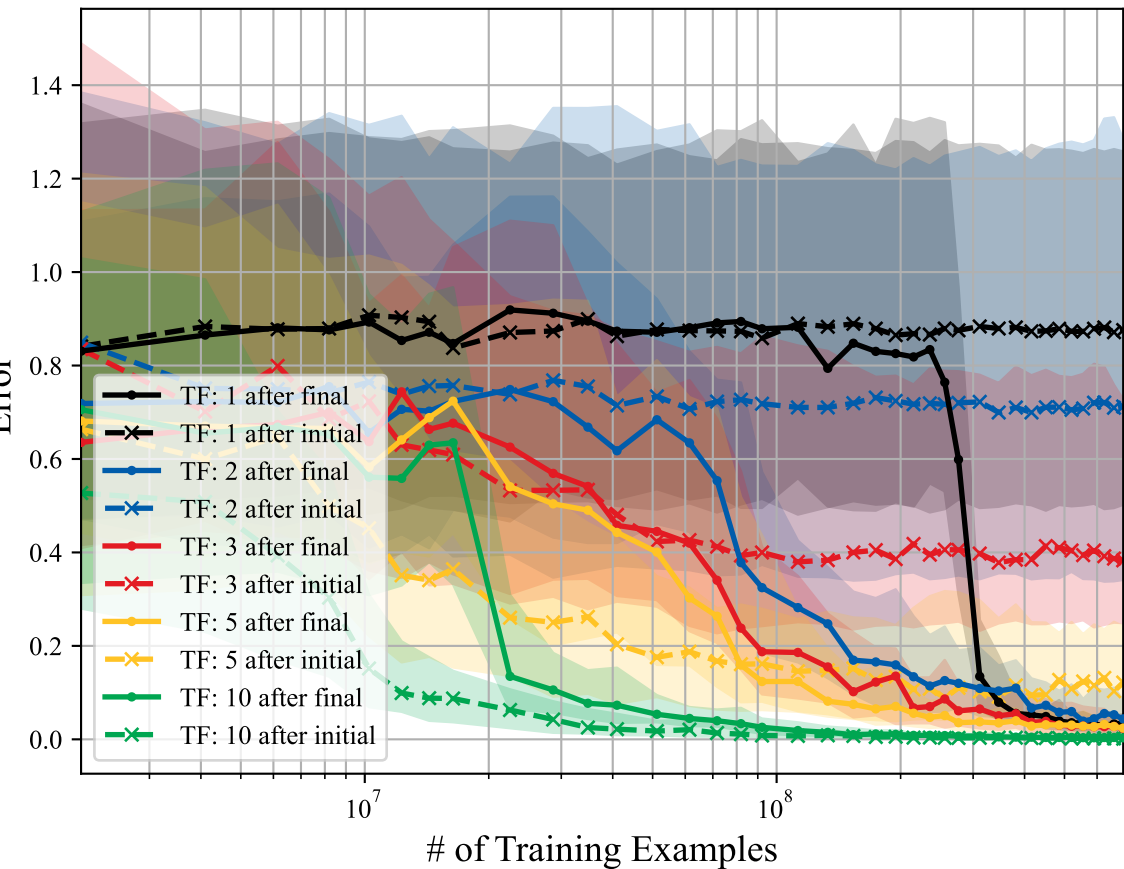 1.4
1.2
1.0
0.8
0.6
0.4
0.2
0.0
Error
TF: 1 after final
TF: 1 after initial
TF: 2 after final
TF: 2 after initial
TF: 3 after final
TF: 3 after initial
TF: 5 after final
TF: 5 after initial
TF: 10 after final
TF: 10 after initial
10⁷ 10⁸
# of Training Examples